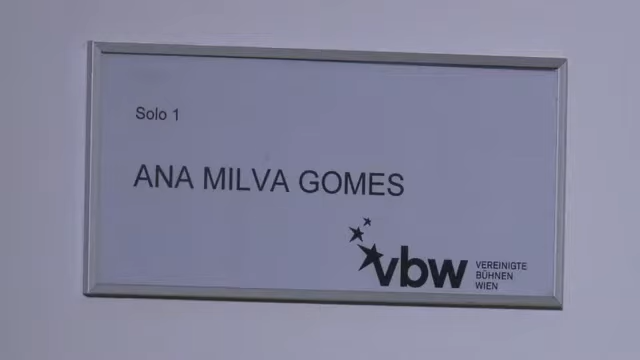 Solo 1
ANA MILVA GOMES
vbw
VEREINIGTE
BÜHNEN
WIEN